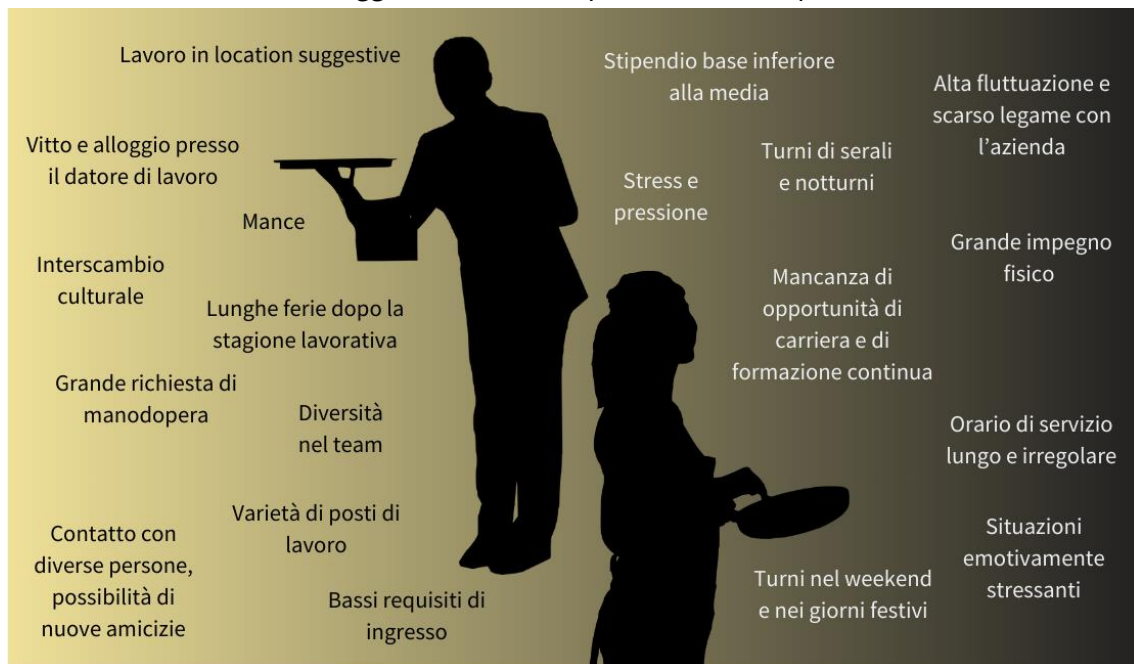 Lavoro in location suggestive
Vitto e alloggio presso
il datore di lavoro
Mance
Interscambio
culturale
Lunghe ferie dopo la
stagione lavorativa
Grande richiesta di
manodopera
Diversità
nel team
Varietà di posti di
lavoro
Contatto con
diverse persone,
possibilità di
nuove amicizie
Bassi requisiti di
ingresso
Stipendio base inferiore
alla media
Alta fluttuazione e
scarso legame con
l’azienda
Turni di serali
e notturni
Stress e
pressione
Grande impegno
fisico
Mancanza di
opportunità di
carriera e di
formazione continua
Orario di servizio
lungo e irregolare
Situazioni
emotivamente
stressanti
Turni nel weekend
e nei giorni festivi